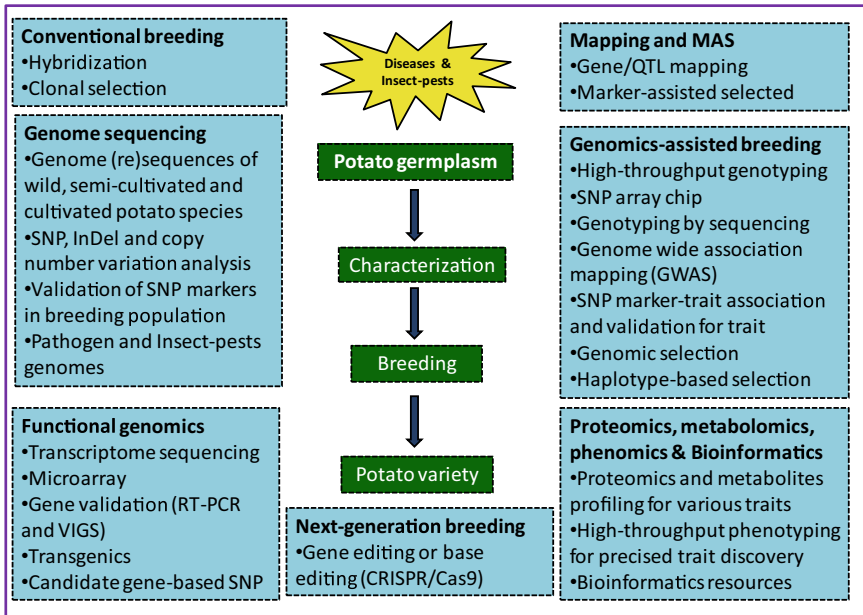 Conventional breeding
•Hybridization
•Clonal selection
Genome sequencing
•Genome (re)sequences of
wild, semi-cultivated and
cultivated potato species
•SNP, InDel and copy
number variation analysis
•Validation of SNP markers
in breeding population
•Pathogen and Insect-pests
genomes
Functional genomics
•Transcriptome sequencing
•Microarray
•Gene validation (RT-PCR
and VIGS)
•Transgenics
•Candidate gene-based SNP
Diseases &
Insect-pests
Potato germplasm
Characterization
Breeding
Potato variety
Next-generation breeding
•Gene editing or base
editing (CRISPR/Cas9)
Mapping and MAS
•Gene/QTL mapping
•Marker-assisted selected
Genomics-assisted breeding
•High-throughput genotyping
•SNP array chip
•Genotyping by sequencing
•Genome wide association
mapping (GWAS)
•SNP marker-trait association
and validation for trait
•Genomic selection
•Haplotype-based selection
Proteomics, metabolomics,
phenomics & Bioinformatics
•Proteomics and metabolites
profiling for various traits
•High-throughput phenotyping
for precised trait discovery
•Bioinformatics resources